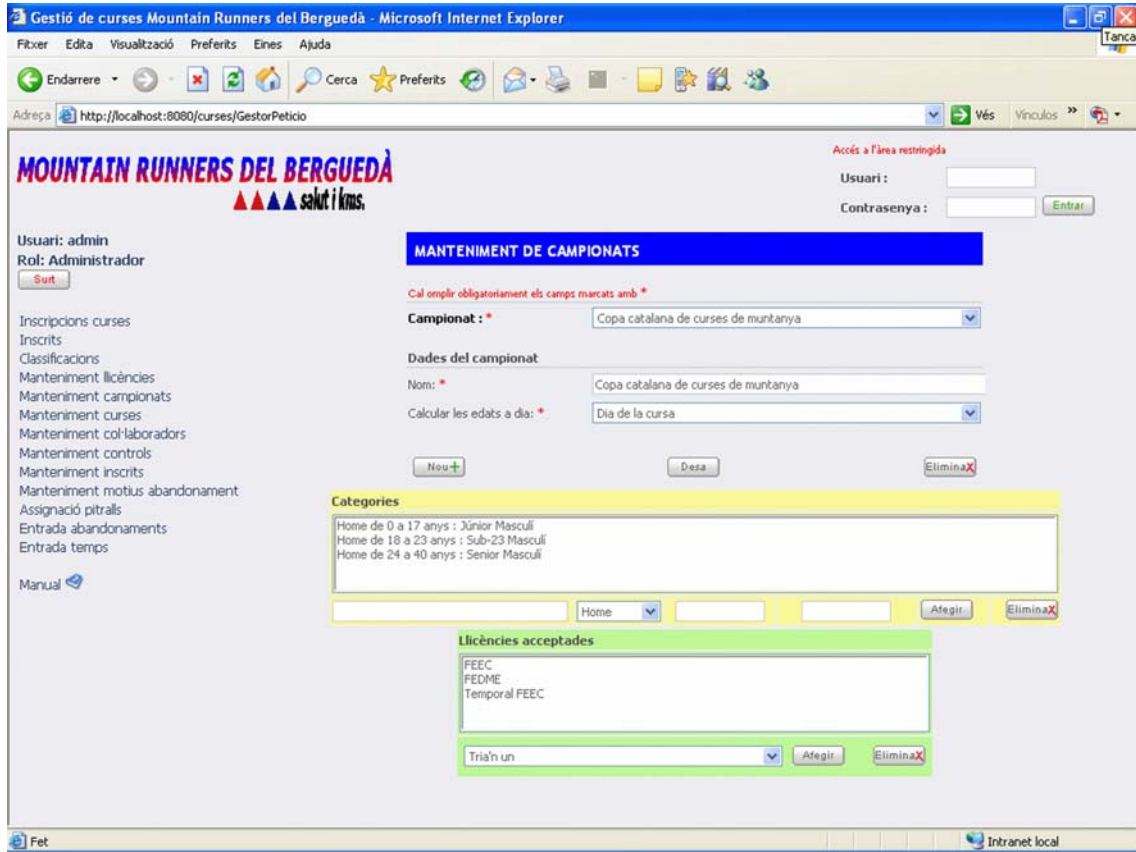 Gestió de curses Mountain Runners del Berguedà - Microsoft Internet Explorer
Tanca
Fitxer Edita Visualització Preferits Eines Ajuda
Endarrere Cerca Preferits
Adreça http://localhost:8080/curses/GestorPeticio Vés Vínculos »
MOUNTAIN RUNNERS DEL BERGUEDÀ
salut i kms.
Accés a l'àrea restringida
Usuari :
Contrasenya : Entrar
Usuari: admin
Rol: Administrador
Surt
Inscripcions curses
Inscrits
Classificacions
Manteniment llicències
Manteniment campionats
Manteniment curses
Manteniment col·laboradors
Manteniment controls
Manteniment inscrits
Manteniment motius abandonament
Assignació pitralls
Entrada abandonaments
Entrada temps
Manual
MANTENIMENT DE CAMPIONATS
Cal omplir obligatoriament els camps marcats amb *
Campionat : * Copa catalana de curses de muntanya
Dades del campionat
Nom: * Copa catalana de curses de muntanya
Calcular les edats a dia: * Dia de la cursa
Nou+ Desa EliminaX
Categories
Home de 0 a 17 anys : Júnior Masculí
Home de 18 a 23 anys : Sub-23 Masculí
Home de 24 a 40 anys : Senior Masculí
Home Afegir EliminaX
Llicències acceptades
FEEC
FEDME
Temporal FEEC
Tria'n un Afegir EliminaX
Fet Intranet local